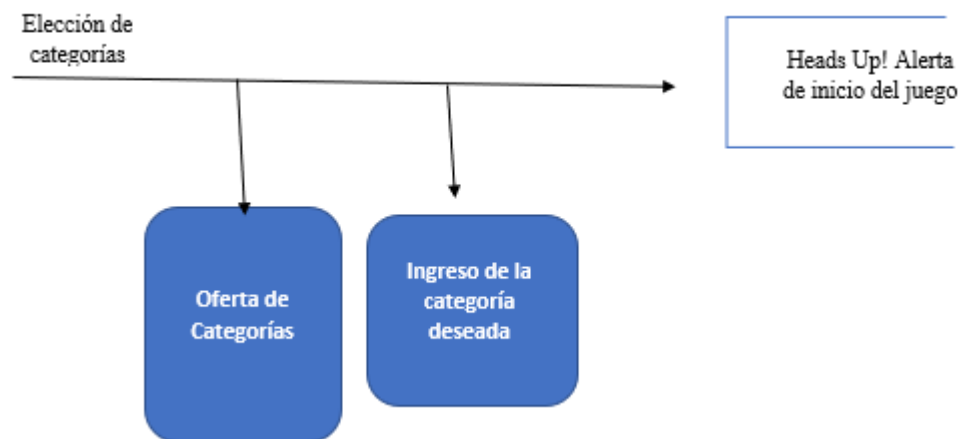 Elección de
categorías
Heads Up! Alerta
de inicio del juego
Oferta de
Categorías
Ingreso de la
categoría
deseada